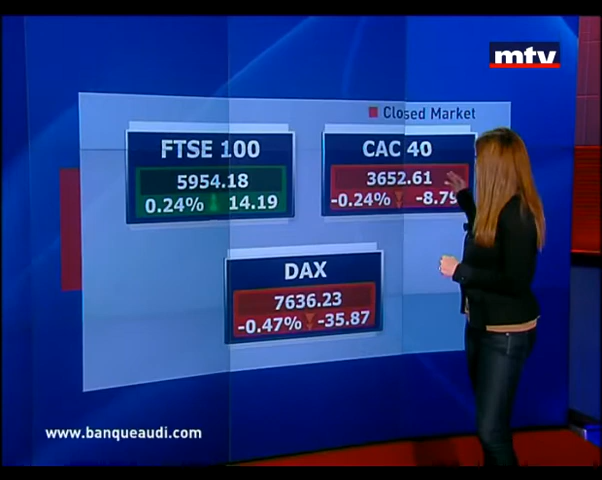 mtv
Closed Market
FTSE 100
5954.18
0.24% 14.19
CAC 40
3652.61
-0.24% -8.79
DAX
7636.23
-0.47% -35.87
www.banqueaudi.com